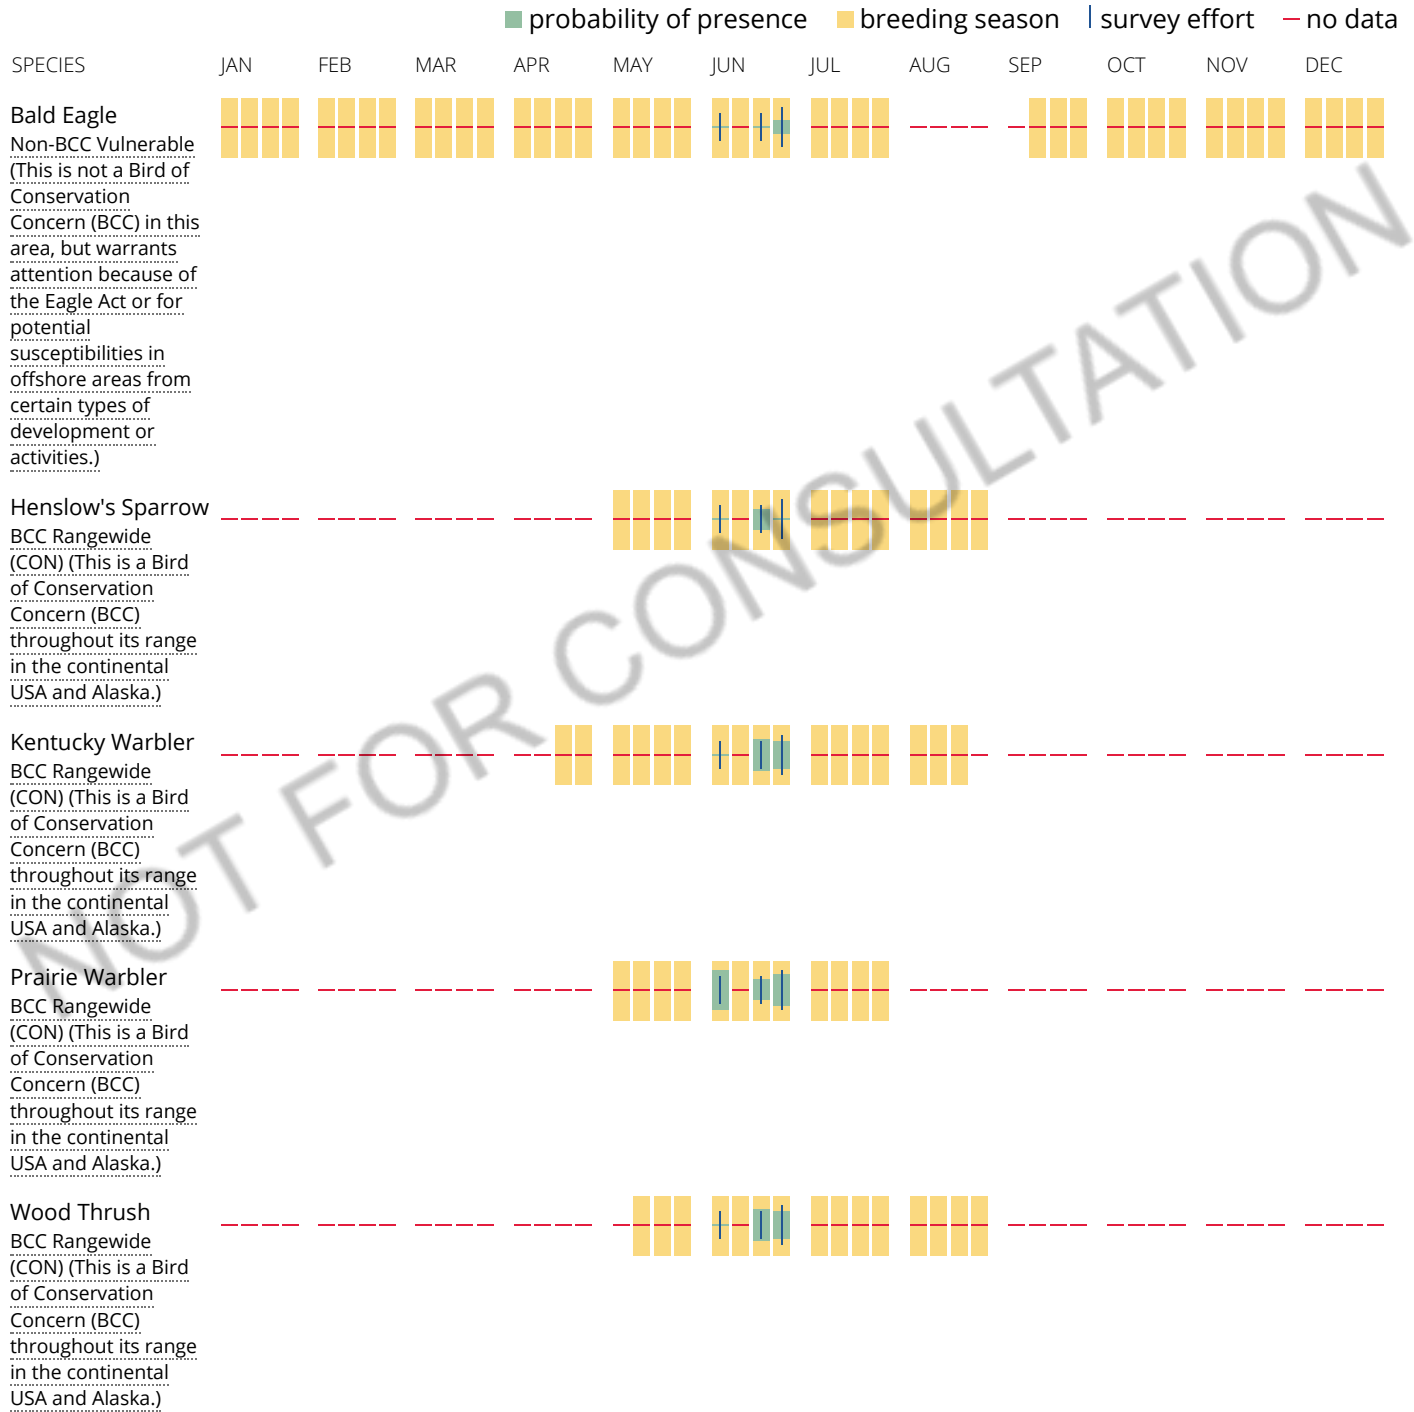 probability of presence breeding season survey effort no data
SPECIES JAN FEB MAR APR MAY JUN JUL AUG SEP OCT NOV DEC
Bald Eagle
Non-BCC Vulnerable
(This is not a Bird of
Conservation
Concern (BCC) in this
area, but warrants
attention because of
the Eagle Act or for
potential
susceptibilities in
offshore areas from
certain types of
development or
activities.)
Henslow's Sparrow
BCC Rangewide
(CON) (This is a Bird
of Conservation
Concern (BCC)
throughout its range
in the continental
USA and Alaska.)
Kentucky Warbler
BCC Rangewide
(CON) (This is a Bird
of Conservation
Concern (BCC)
throughout its range
in the continental
USA and Alaska.)
Prairie Warbler
BCC Rangewide
(CON) (This is a Bird
of Conservation
Concern (BCC)
throughout its range
in the continental
USA and Alaska.)
Wood Thrush
BCC Rangewide
(CON) (This is a Bird
of Conservation
Concern (BCC)
throughout its range
in the continental
USA and Alaska.)
NOT FOR CONSULTATION